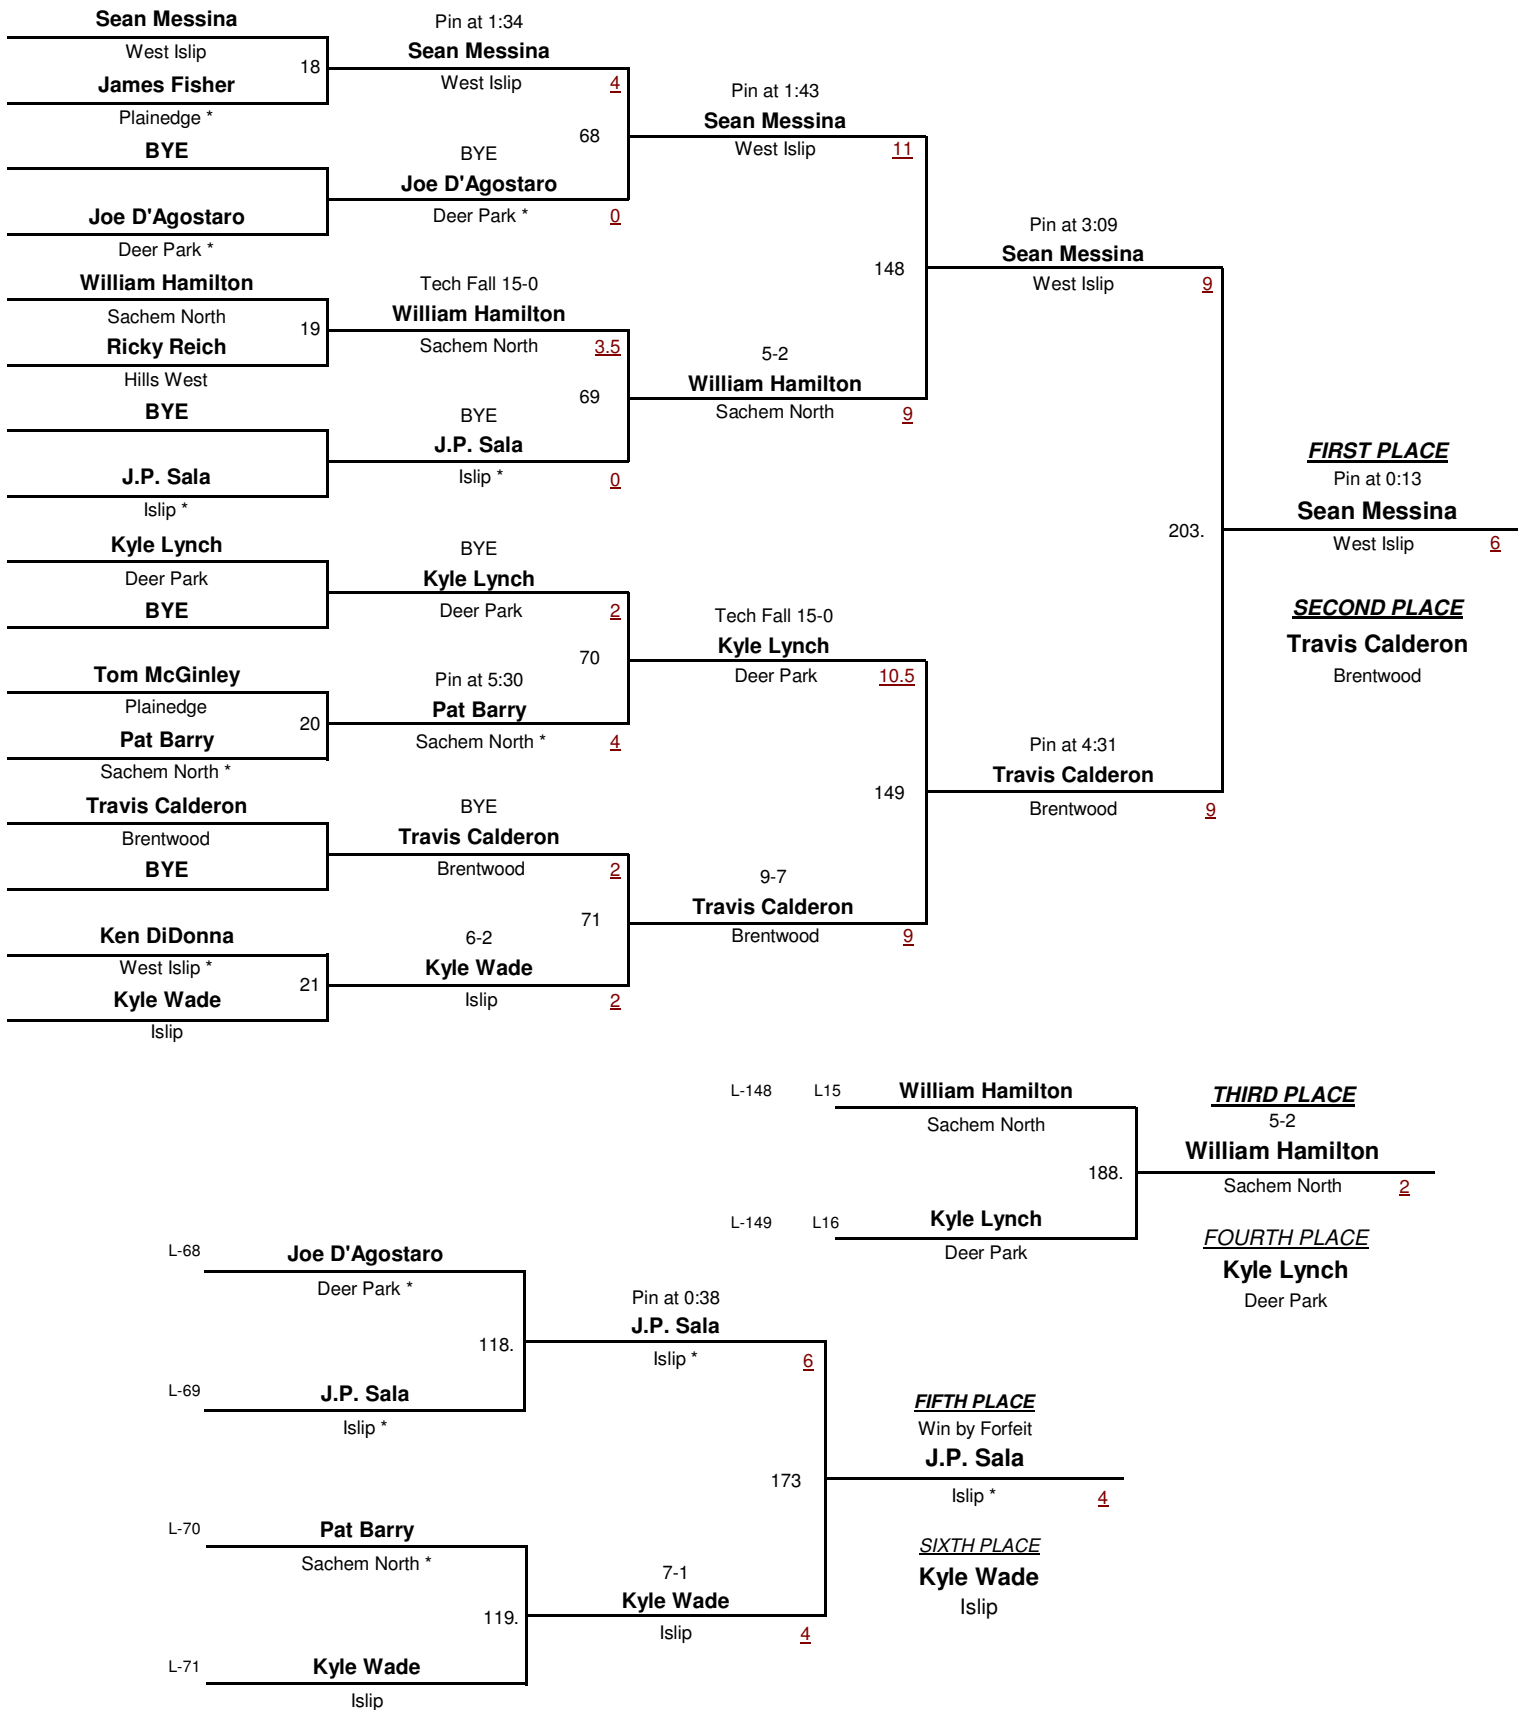 Sean Messina
West Islip
18
James Fisher
Plainedge *
BYE
Joe D'Agostaro
Deer Park *
William Hamilton
Sachem North
19
Ricky Reich
Hills West
BYE
J.P. Sala
Islip *
Kyle Lynch
Deer Park
BYE
Tom McGinley
Plainedge
20
Pat Barry
Sachem North *
Travis Calderon
Brentwood
BYE
Ken DiDonna
West Islip *
21
Kyle Wade
Islip
Pin at 1:34
Sean Messina
West Islip 4
68
BYE
Joe D'Agostaro
Deer Park * 0
Tech Fall 15-0
William Hamilton
Sachem North 3.5
69
BYE
J.P. Sala
Islip * 0
BYE
Kyle Lynch
Deer Park 2
70
Pin at 5:30
Pat Barry
Sachem North * 4
BYE
Travis Calderon
Brentwood 2
71
6-2
Kyle Wade
Islip 2
Pin at 1:43
Sean Messina
West Islip 11
148
5-2
William Hamilton
Sachem North 9
Tech Fall 15-0
Kyle Lynch
Deer Park 10.5
149
9-7
Travis Calderon
Brentwood 9
Pin at 3:09
Sean Messina
West Islip 9
203.
Pin at 4:31
Travis Calderon
Brentwood 9
FIRST PLACE
Pin at 0:13
Sean Messina
West Islip 6
SECOND PLACE
Travis Calderon
Brentwood
L-148 L15 William Hamilton
Sachem North
188.
L-149 L16 Kyle Lynch
Deer Park
THIRD PLACE
5-2
William Hamilton
Sachem North 2
FOURTH PLACE
Kyle Lynch
Deer Park
L-68 Joe D'Agostaro
Deer Park *
118.
L-69 J.P. Sala
Islip *
L-70 Pat Barry
Sachem North *
119.
L-71 Kyle Wade
Islip
Pin at 0:38
J.P. Sala
Islip * 6
173
7-1
Kyle Wade
Islip 4
FIFTH PLACE
Win by Forfeit
J.P. Sala
Islip * 4
SIXTH PLACE
Kyle Wade
Islip